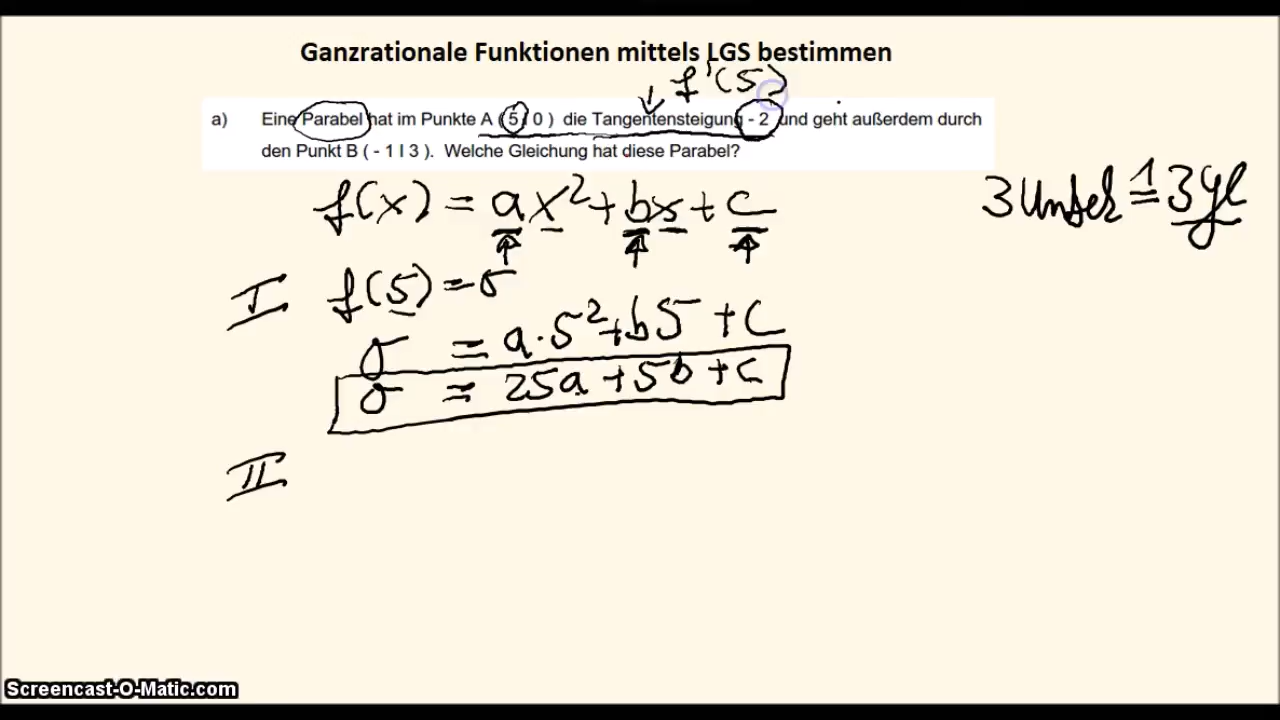 Ganzrationale Funktionen mittels LGS bestimmen
f'(5)
a) Eine Parabel hat im Punkte A ( 5 / 0 ) die Tangentensteigung - 2 und geht außerdem durch
den Punkt B ( - 1 I 3 ). Welche Gleichung hat diese Parabel?
f(x) = ax²+bx+c
3 Unbek ≙ 3 gl
I f(5) = 0
0 = a·5²+b5+c
0 = 25a+5b+c
II
Screencast-O-Matic.com